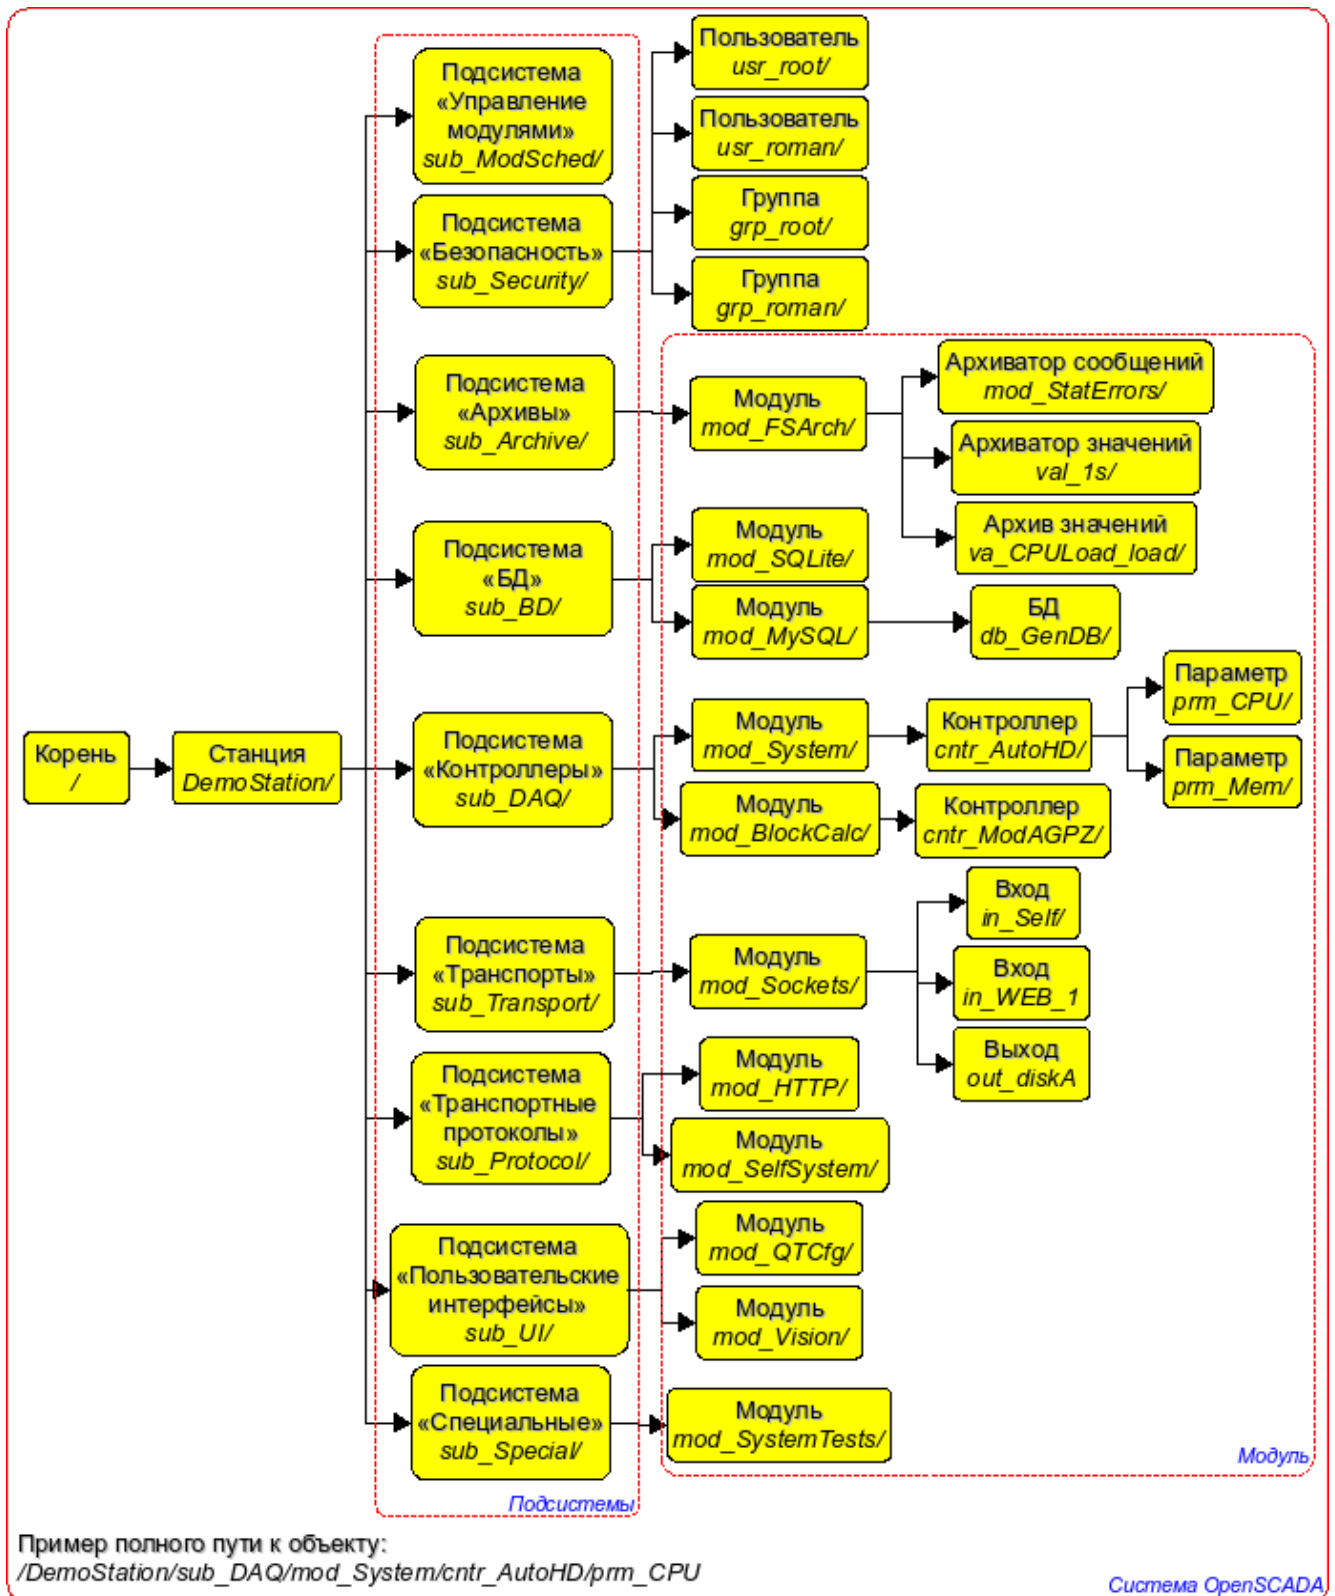 Корень
/
Станция
DemoStation/
Подсистема
«Управление
модулями»
sub_ModSched/
Подсистема
«Безопасность»
sub_Security/
Пользователь
usr_root/
Пользователь
usr_roman/
Группа
grp_root/
Группа
grp_roman/
Подсистема
«Архивы»
sub_Archive/
Модуль
mod_FSArch/
Архиватор сообщений
mod_StatErrors/
Архиватор значений
val_1s/
Архив значений
va_CPULoad_load/
Подсистема
«БД»
sub_BD/
Модуль
mod_SQLite/
Модуль
mod_MySQL/
БД
db_GenDB/
Подсистема
«Контроллеры»
sub_DAQ/
Модуль
mod_System/
Контроллер
cntr_AutoHD/
Параметр
prm_CPU/
Параметр
prm_Mem/
Модуль
mod_BlockCalc/
Контроллер
cntr_ModAGPZ/
Подсистема
«Транспорты»
sub_Transport/
Модуль
mod_Sockets/
Вход
in_Self/
Вход
in_WEB_1
Выход
out_diskA
Подсистема
«Транспортные
протоколы»
sub_Protocol/
Модуль
mod_HTTP/
Модуль
mod_SelfSystem/
Подсистема
«Пользовательские
интерфейсы»
sub_UI/
Модуль
mod_QTCfg/
Модуль
mod_Vision/
Подсистема
«Специальные»
sub_Special/
Модуль
mod_SystemTests/
Модуль
Подсистемы
Пример полного пути к объекту:
/DemoStation/sub_DAQ/mod_System/cntr_AutoHD/prm_CPU
Система OpenSCADA